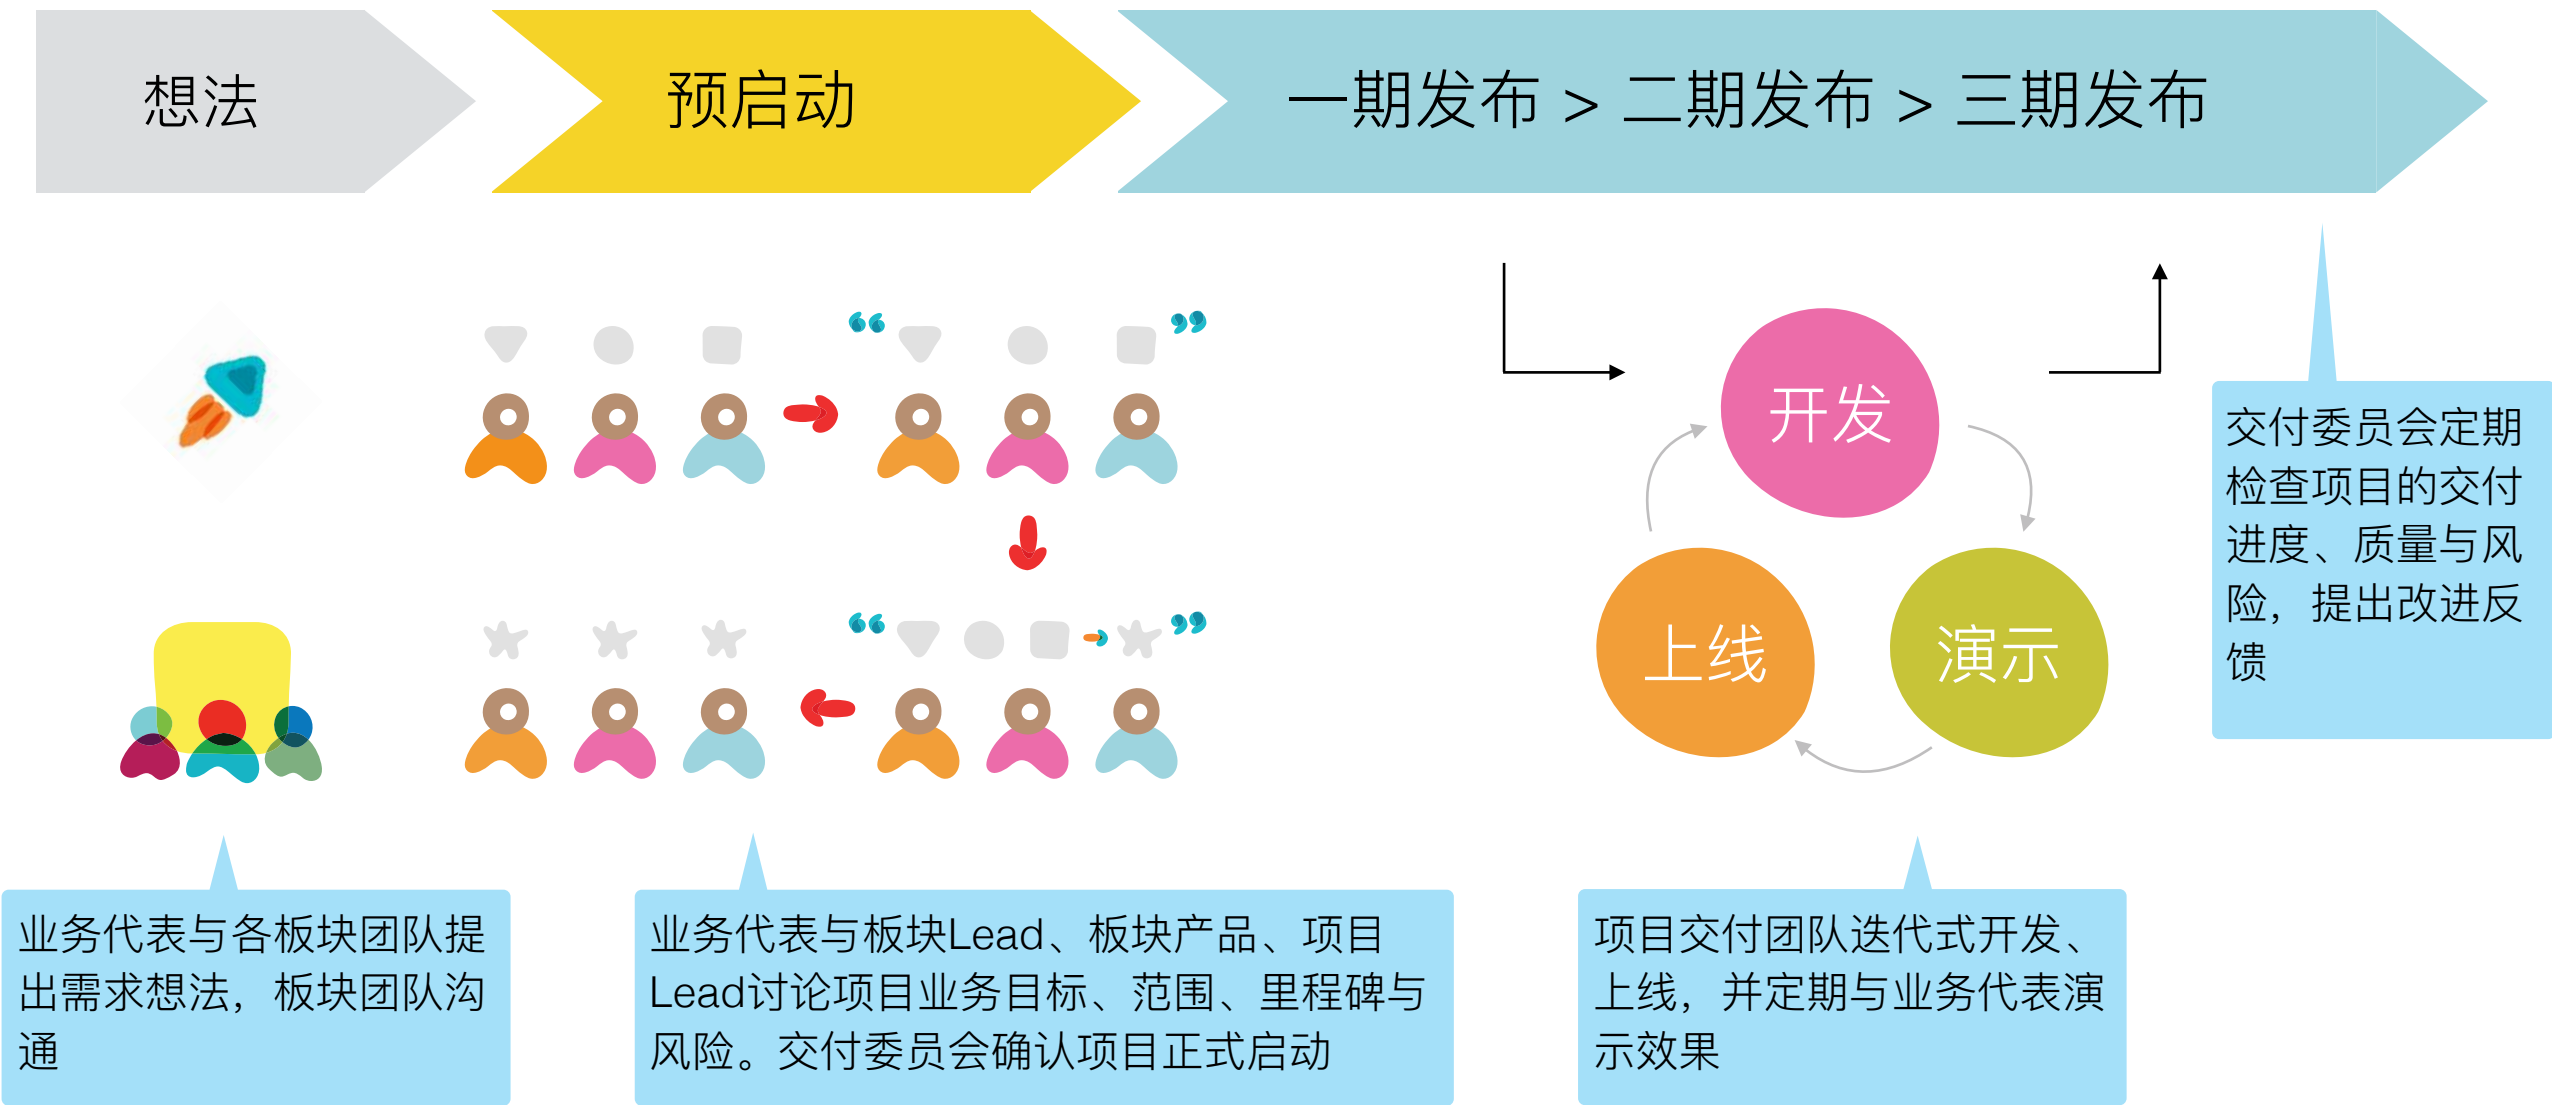 想法
预启动
一期发布 > 二期发布 > 三期发布
开发
上线
演示
交付委员会定期
检查项目的交付
进度、质量与风
险，提出改进反
馈
业务代表与各板块团队提
出需求想法，板块团队沟
通
业务代表与板块Lead、板块产品、项目
Lead讨论项目业务目标、范围、里程碑与
风险。交付委员会确认项目正式启动
项目交付团队迭代式开发、
上线，并定期与业务代表演
示效果